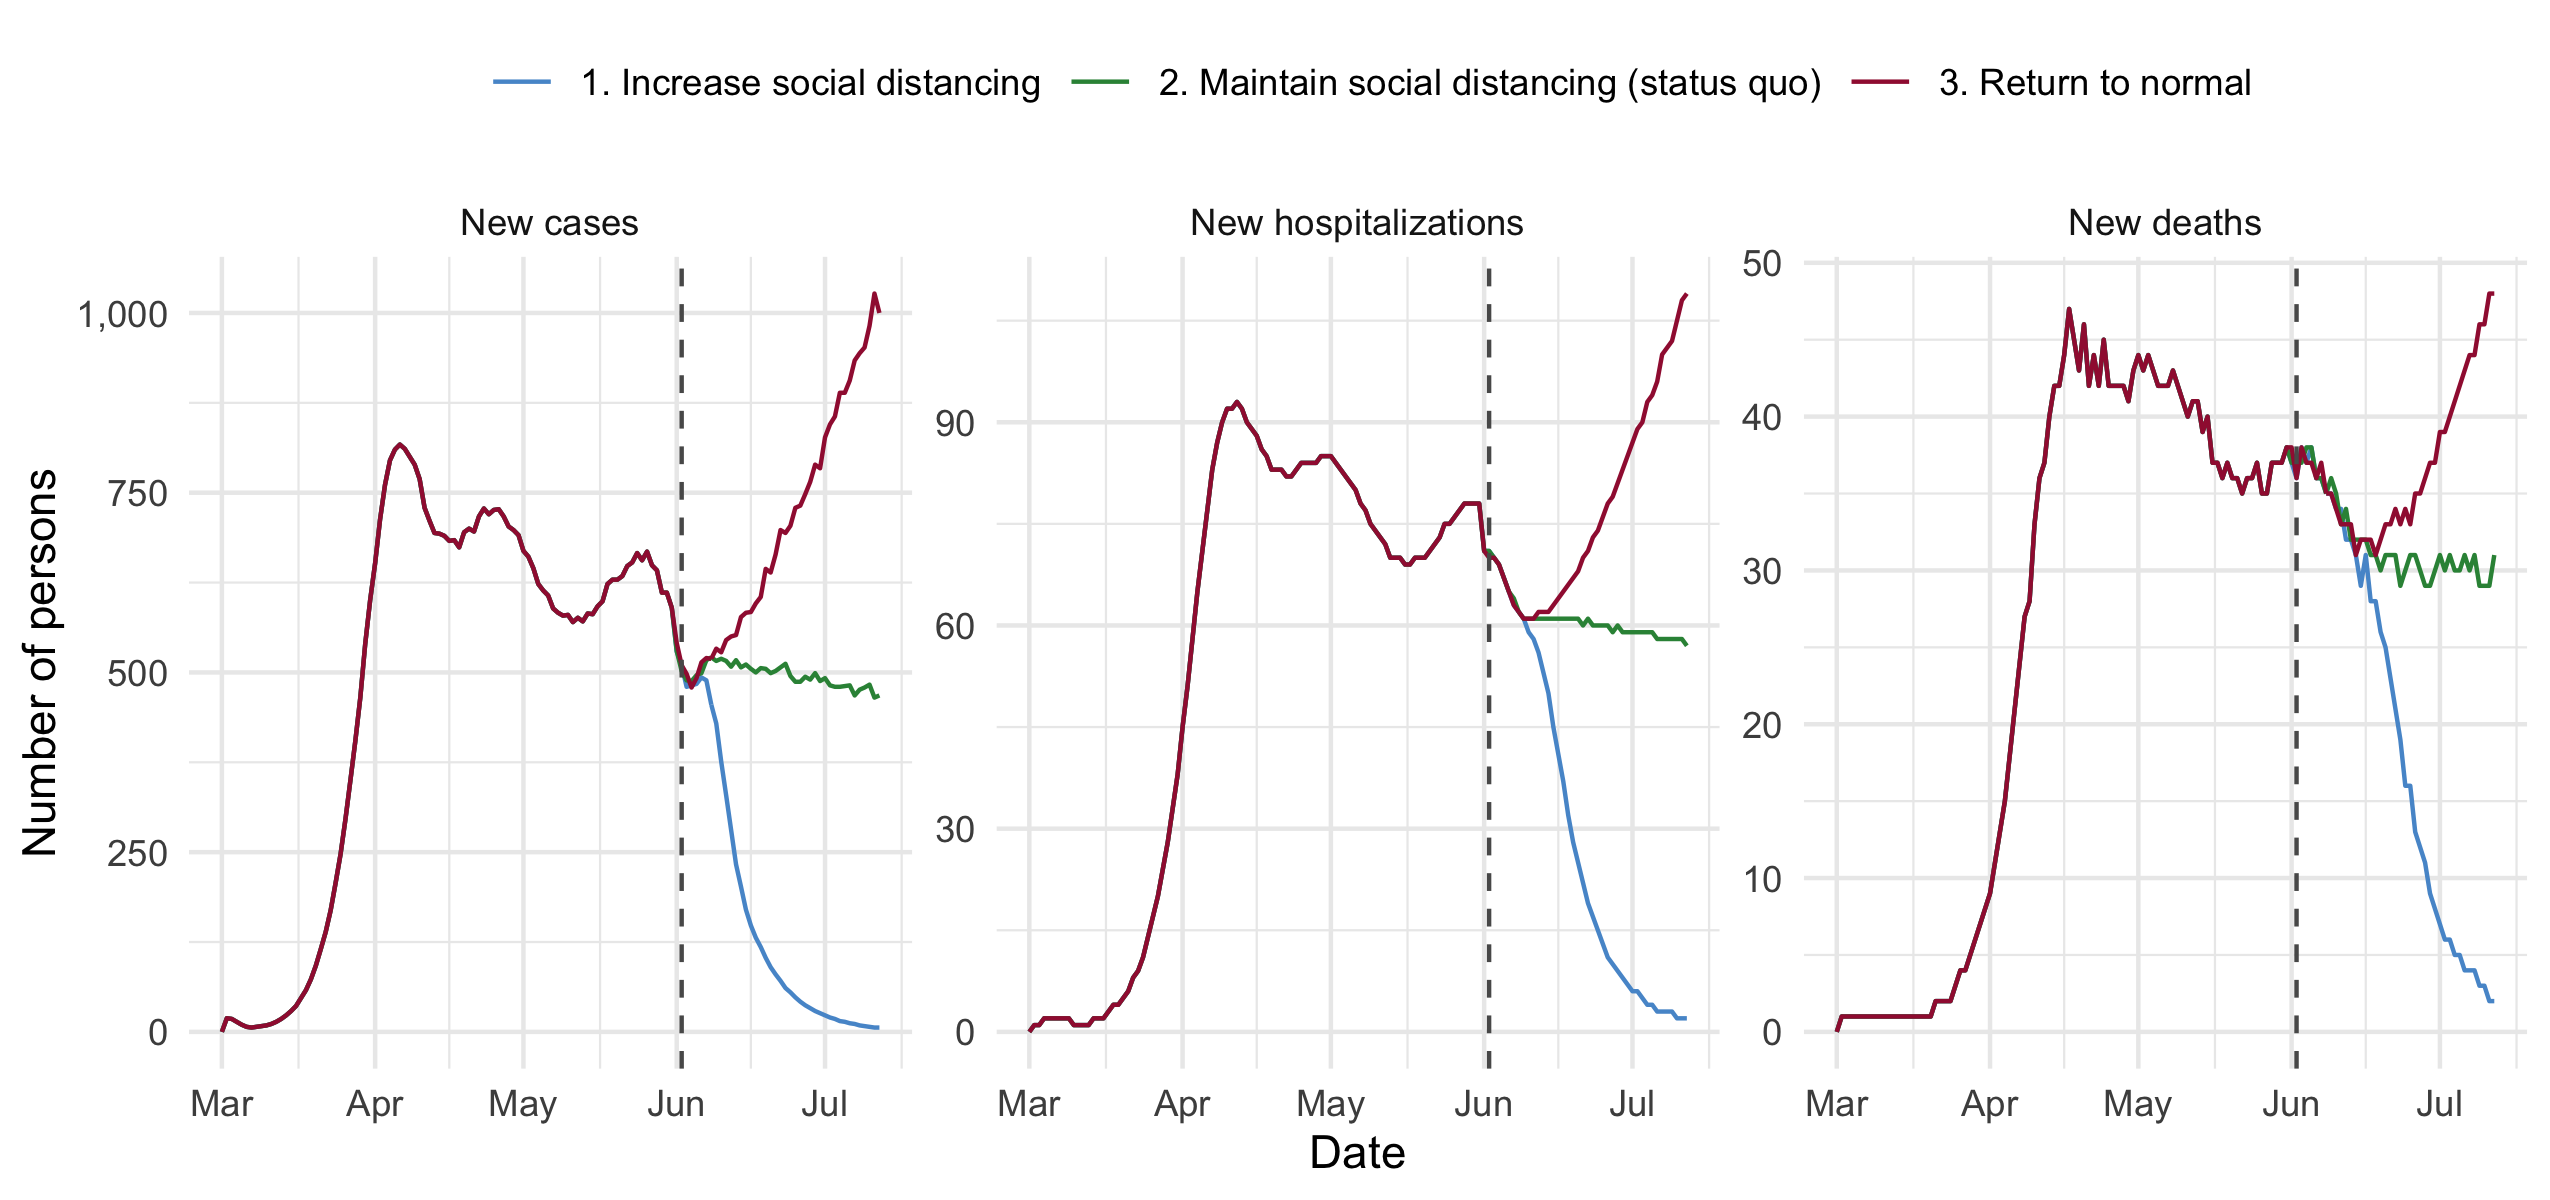 1. Increase social distancing 2. Maintain social distancing (status quo) 3. Return to normal
New cases
New hospitalizations
New deaths
Number of persons
1,000
750
500
250
0
Mar Apr May Jun Jul
90
60
30
0
Mar Apr May Jun Jul
50
40
30
20
10
0
Mar Apr May Jun Jul
Date